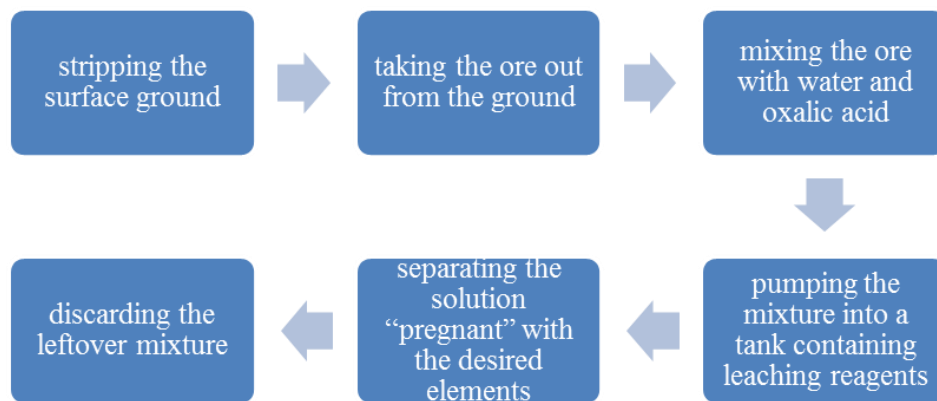 stripping the
surface ground
taking the ore out
from the ground
mixing the ore
with water and
oxalic acid
pumping the
mixture into a
tank containing
leaching reagents
separating the
solution
“pregnant” with
the desired
elements
discarding the
leftover mixture